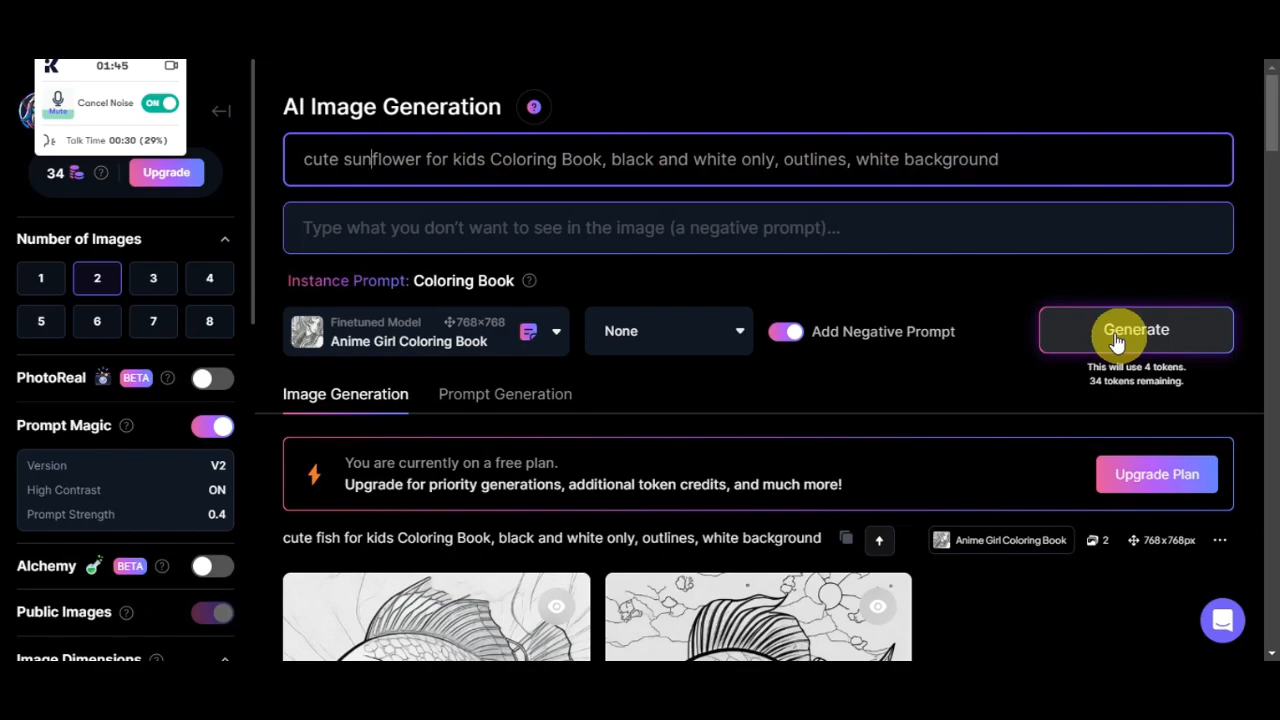 01:45
Cancel Noise ON
Mute
Talk Time 00:30 (29%)
34 ? Upgrade
Number of Images
1 2 3 4
5 6 7 8
PhotoReal BETA ?
Prompt Magic ?
Version V2
High Contrast ON
Prompt Strength 0.4
Alchemy BETA ?
Public Images ?
Image Dimensions ?
AI Image Generation ?
cute sunflower for kids Coloring Book, black and white only, outlines, white background
Type what you don't want to see in the image (a negative prompt)...
Instance Prompt: Coloring Book ?
Finetuned Model 768×768
Anime Girl Coloring Book
None
Add Negative Prompt
Generate
This will use 4 tokens.
34 tokens remaining.
Image Generation Prompt Generation
You are currently on a free plan.
Upgrade for priority generations, additional token credits, and much more!
Upgrade Plan
cute fish for kids Coloring Book, black and white only, outlines, white background
Anime Girl Coloring Book 2 768x768px ...